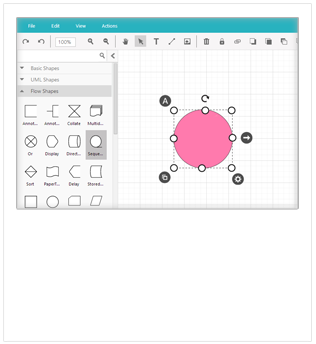 File Edit View Actions
100%
Basic Shapes
UML Shapes
Flow Shapes
Annot... Annot... Collate Multid...
Or Display Direct... Seque...
Sort PaperT... Delay Stored...
A